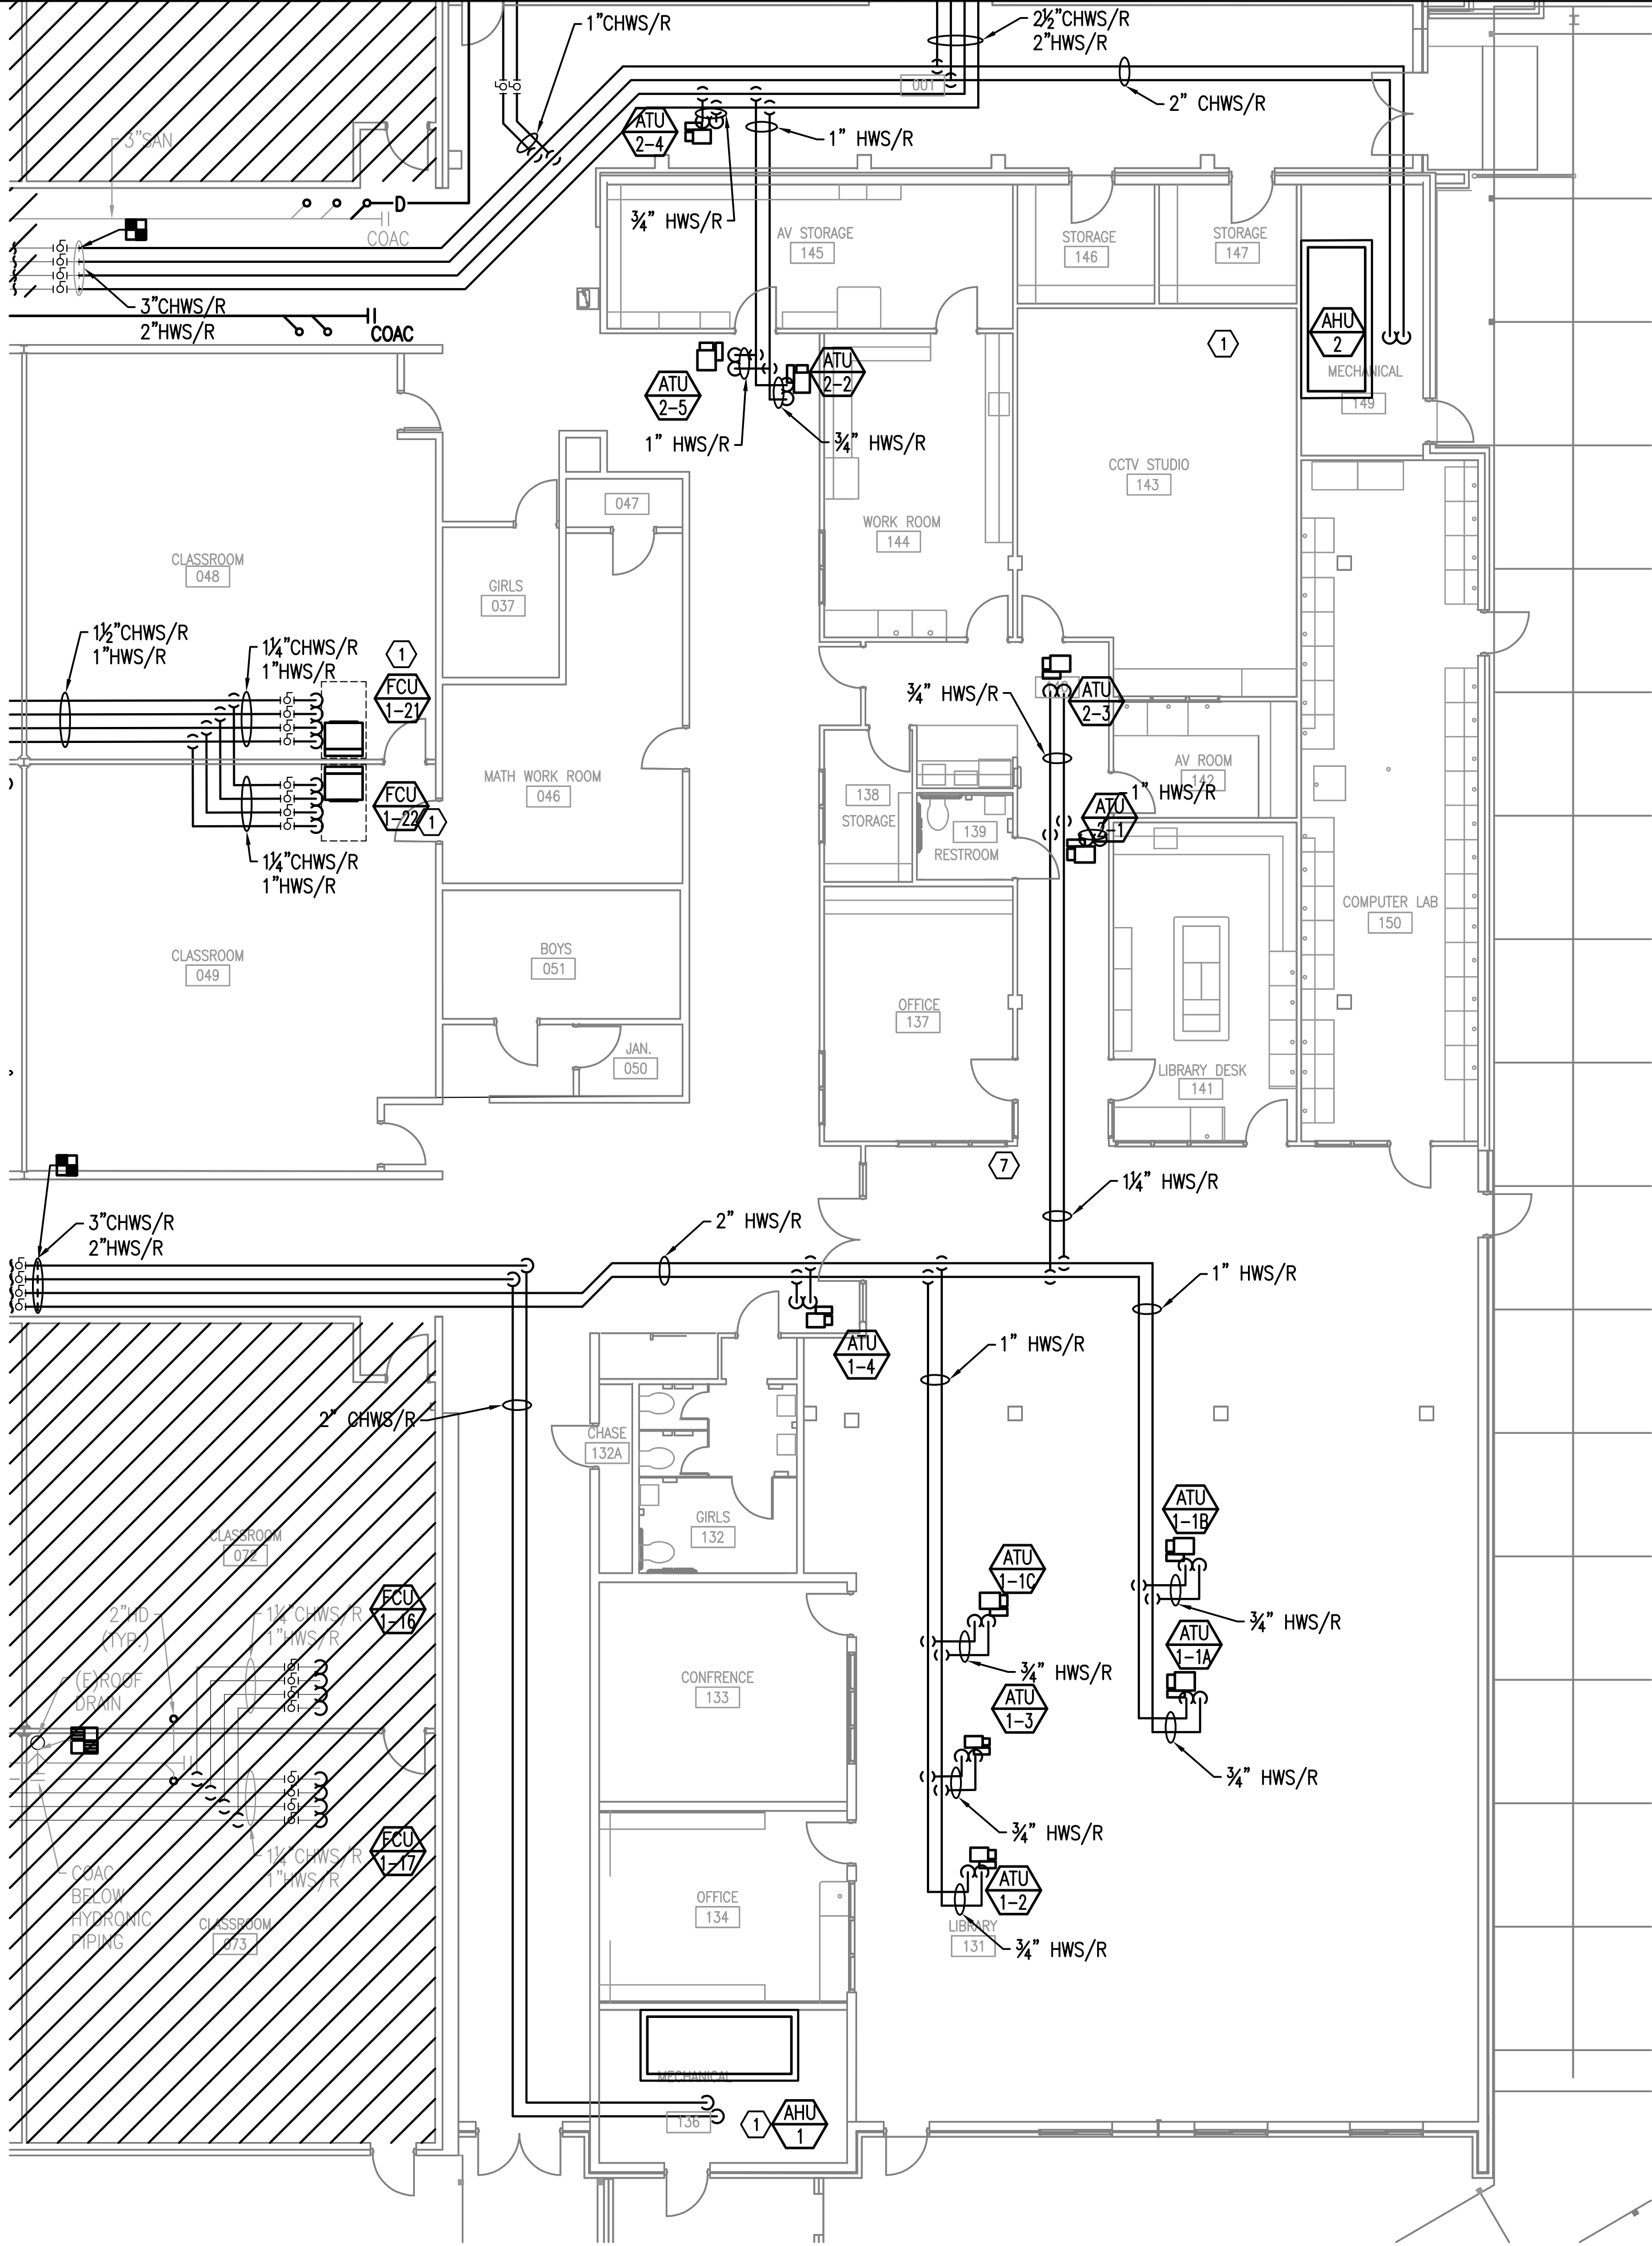 1"CHWS/R
2½"CHWS/R
2"HWS/R
001
2" CHWS/R
ATU
2-4
1" HWS/R
3"SAN
D
COAC
¾" HWS/R
AV STORAGE
145
STORAGE
146
STORAGE
147
3"CHWS/R
2"HWS/R
COAC
AHU
2
1
MECHANICAL
149
ATU
2-5
ATU
2-2
1" HWS/R
¾" HWS/R
CCTV STUDIO
143
047
WORK ROOM
144
CLASSROOM
048
GIRLS
037
1½"CHWS/R
1"HWS/R
1¼"CHWS/R
1"HWS/R
1
FCU
1-21
¾" HWS/R
ATU
2-3
MATH WORK ROOM
046
AV ROOM
142
FCU
1-22
1
138
STORAGE
139
RESTROOM
1" HWS/R
ATU
2-1
1¼"CHWS/R
1"HWS/R
COMPUTER LAB
150
CLASSROOM
049
BOYS
051
OFFICE
137
JAN.
050
LIBRARY DESK
141
7
1¼" HWS/R
3"CHWS/R
2"HWS/R
2" HWS/R
1" HWS/R
ATU
1-4
1" HWS/R
2" CHWS/R
CHASE
132A
GIRLS
132
ATU
1-1B
CLASSROOM
072
ATU
1-1C
FCU
1-16
2"HD
(TYP.)
1¼"CHWS/R
1"HWS/R
¾" HWS/R
ATU
1-1A
(E)ROOF
DRAIN
CONFRENCE
133
¾" HWS/R
ATU
1-3
¾" HWS/R
¾" HWS/R
FCU
1-17
1¼"CHWS/R
1"HWS/R
COAC
BELOW
HYDRONIC
PIPING
CLASSROOM
073
OFFICE
134
ATU
1-2
LIBRARY
131
¾" HWS/R
MECHANICAL
136
1
AHU
1